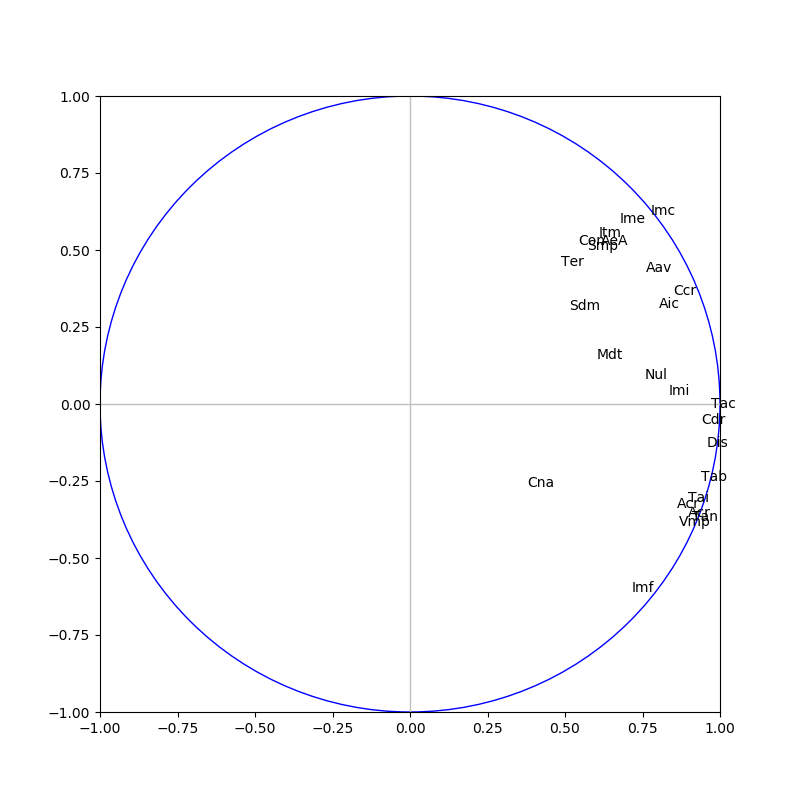 1.00
0.75
0.50
0.25
0.00
−0.25
−0.50
−0.75
−1.00
Imc
Ime
Itm
Smp
Ter
Aav
Ccr
Aic
Sdm
Mdt
Nul
Imi
Tac
Cdr
Dis
Tab
Cna
Tai
Acr
Tan
Vmp
Imf
−1.00 −0.75 −0.50 −0.25 0.00 0.25 0.50 0.75 1.00